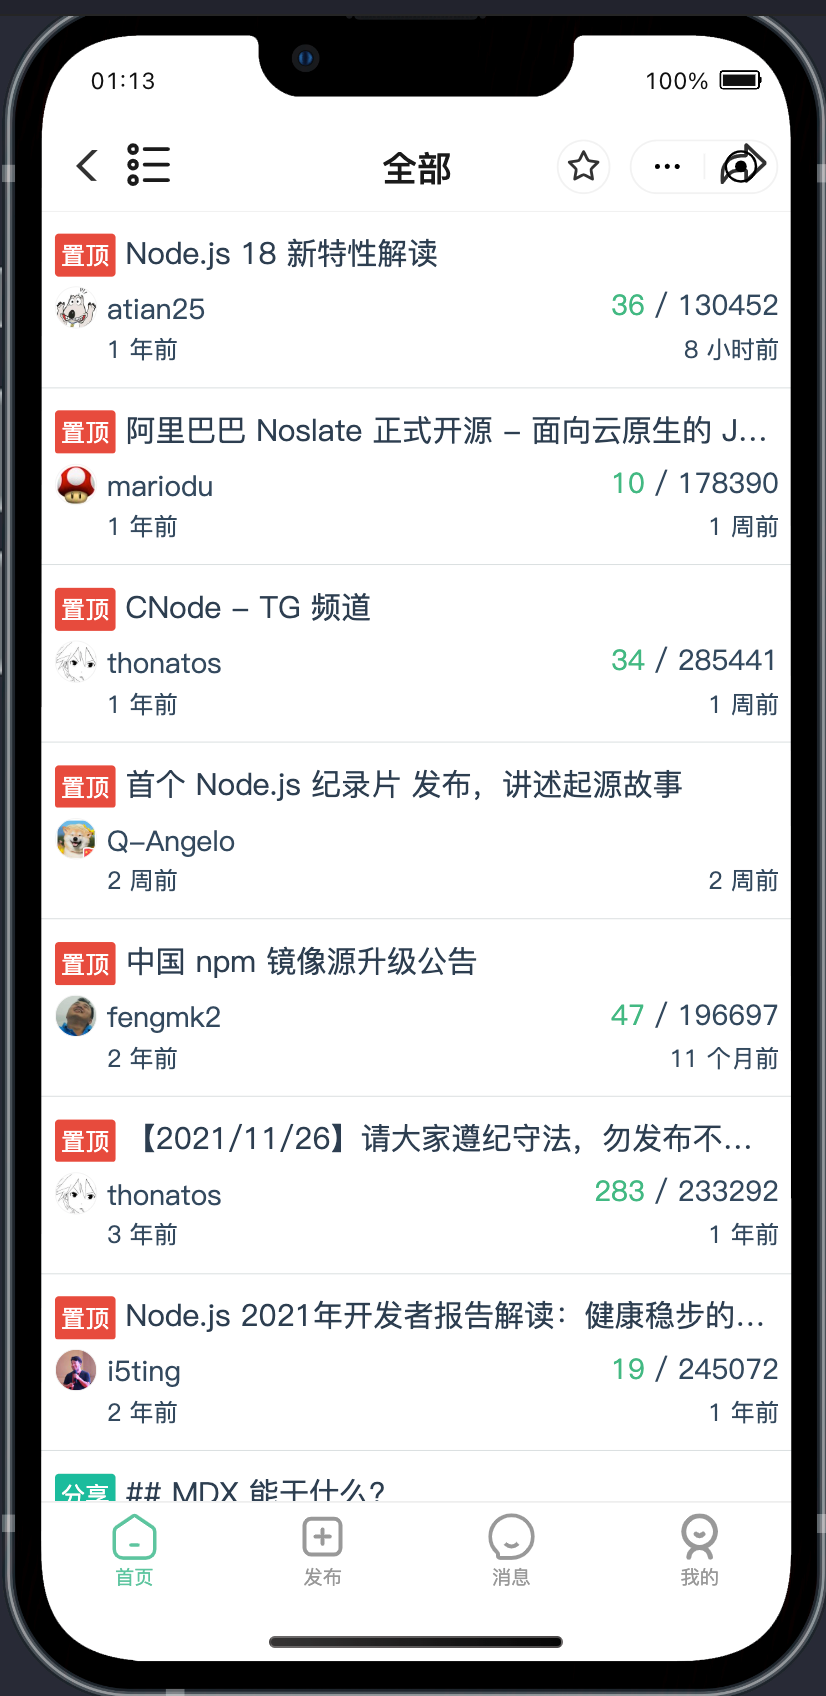 01:13 100%
全部
置顶 Node.js 18 新特性解读
atian25 36 / 130452
1 年前 8 小时前
置顶 阿里巴巴 Noslate 正式开源 – 面向云原生的 J...
mariodu 10 / 178390
1 年前 1 周前
置顶 CNode – TG 频道
thonatos 34 / 285441
1 年前 1 周前
置顶 首个 Node.js 纪录片 发布，讲述起源故事
Q-Angelo
2 周前 2 周前
置顶 中国 npm 镜像源升级公告
fengmk2 47 / 196697
2 年前 11 个月前
置顶 【2021/11/26】请大家遵纪守法，勿发布不...
thonatos 283 / 233292
3 年前 1 年前
置顶 Node.js 2021年开发者报告解读：健康稳步的...
i5ting 19 / 245072
2 年前 1 年前
分享 ## MDX 能干什么?
首页 发布 消息 我的